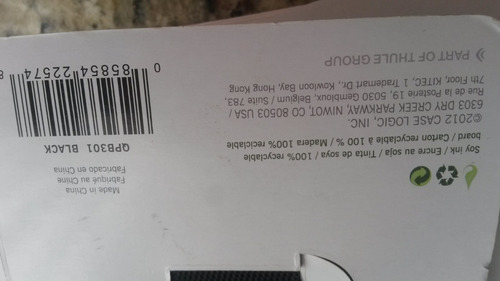 Soy ink / Encre au soja / Tinta de soya / 100% recyclable
board / Carton recyclable à 100 % / Madera 100% reciclable
©2012 CASE LOGIC, INC.
6303 DRY CREEK PARKWAY, NIWOT, CO 80503 USA /
Rue de la Posterie 19, 5030 Gembloux, Belgium / Suite 783,
7th Floor, KITEC, 1 Trademart Dr., Kowloon Bay, Hong Kong
» PART OF THULE GROUP
Made in China
Fabriqué au Chine
Fabricado en China
QPB301 BLACK
0 85854 22574 8